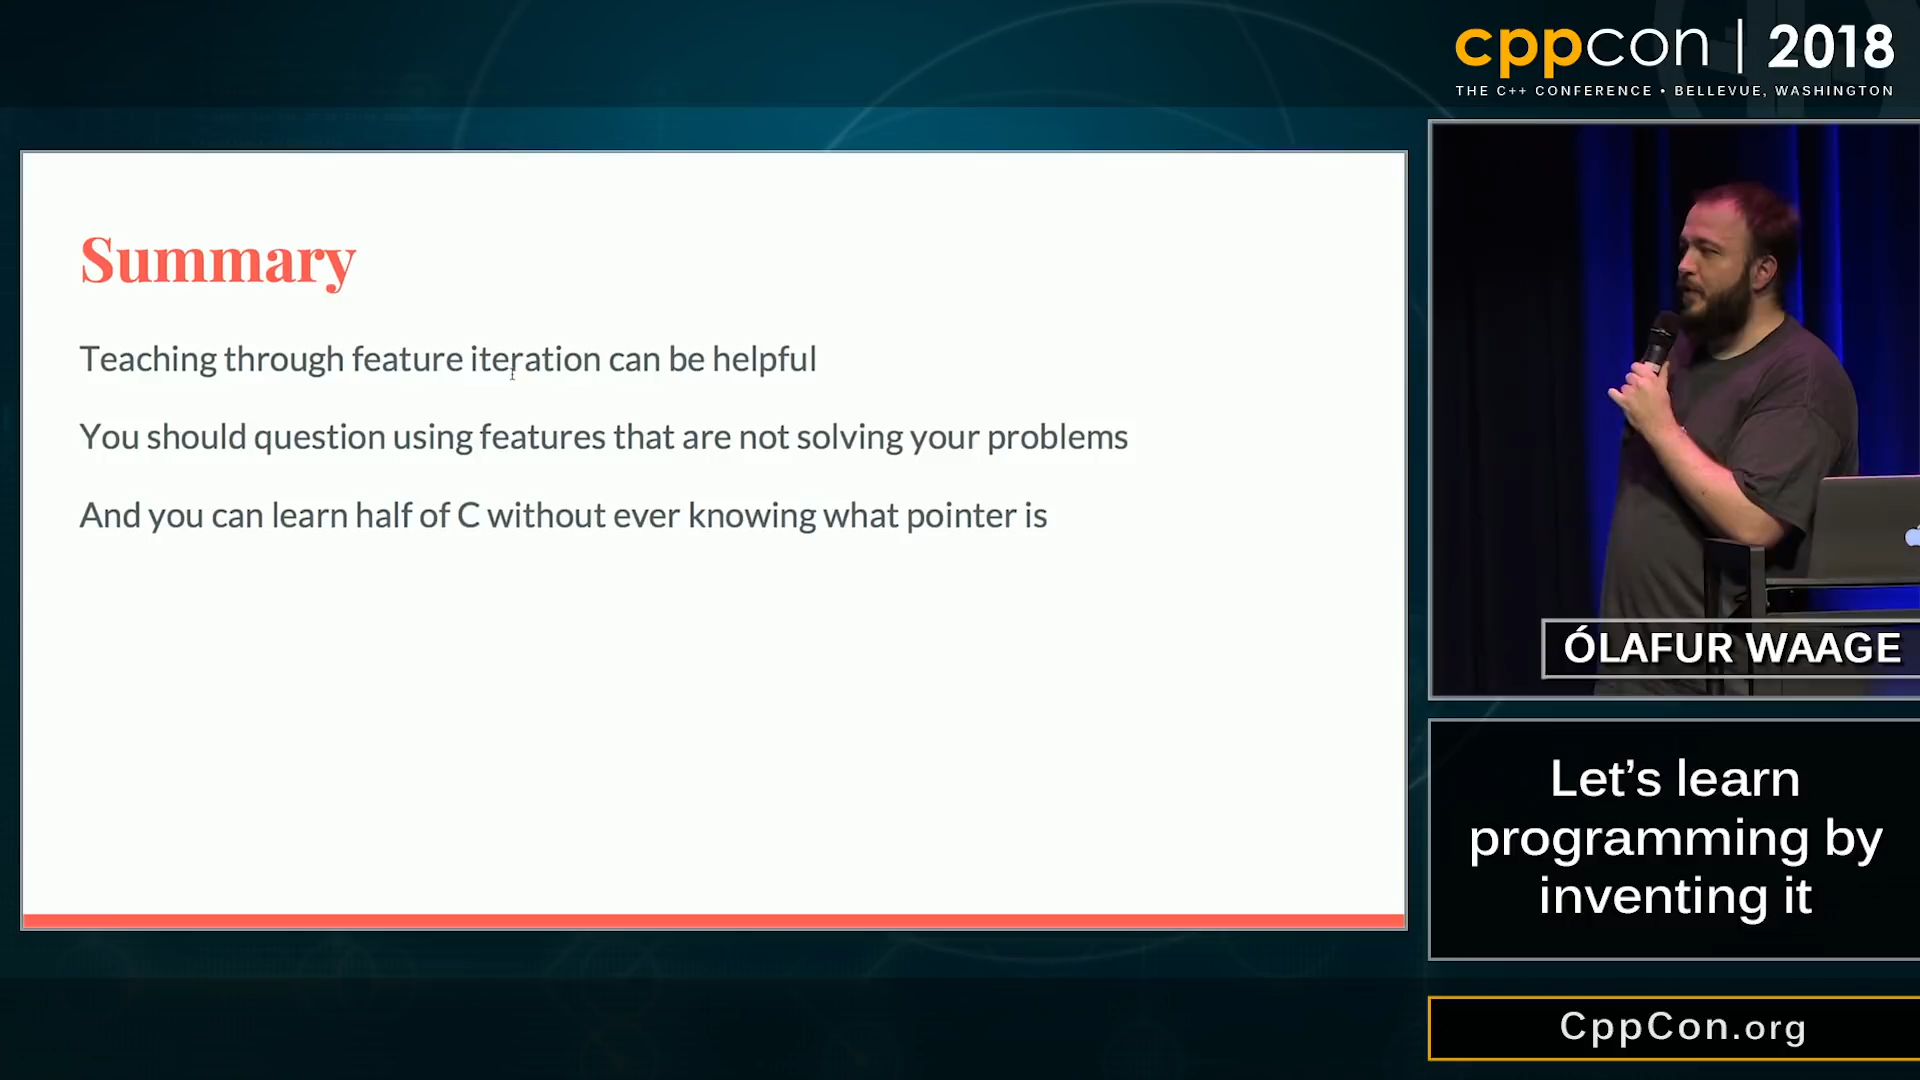 cppcon | 2018
THE C++ CONFERENCE • BELLEVUE, WASHINGTON
Summary
Teaching through feature iteration can be helpful
You should question using features that are not solving your problems
And you can learn half of C without ever knowing what pointer is
ÓLAFUR WAAGE
Let’s learn
programming by
inventing it
CppCon.org